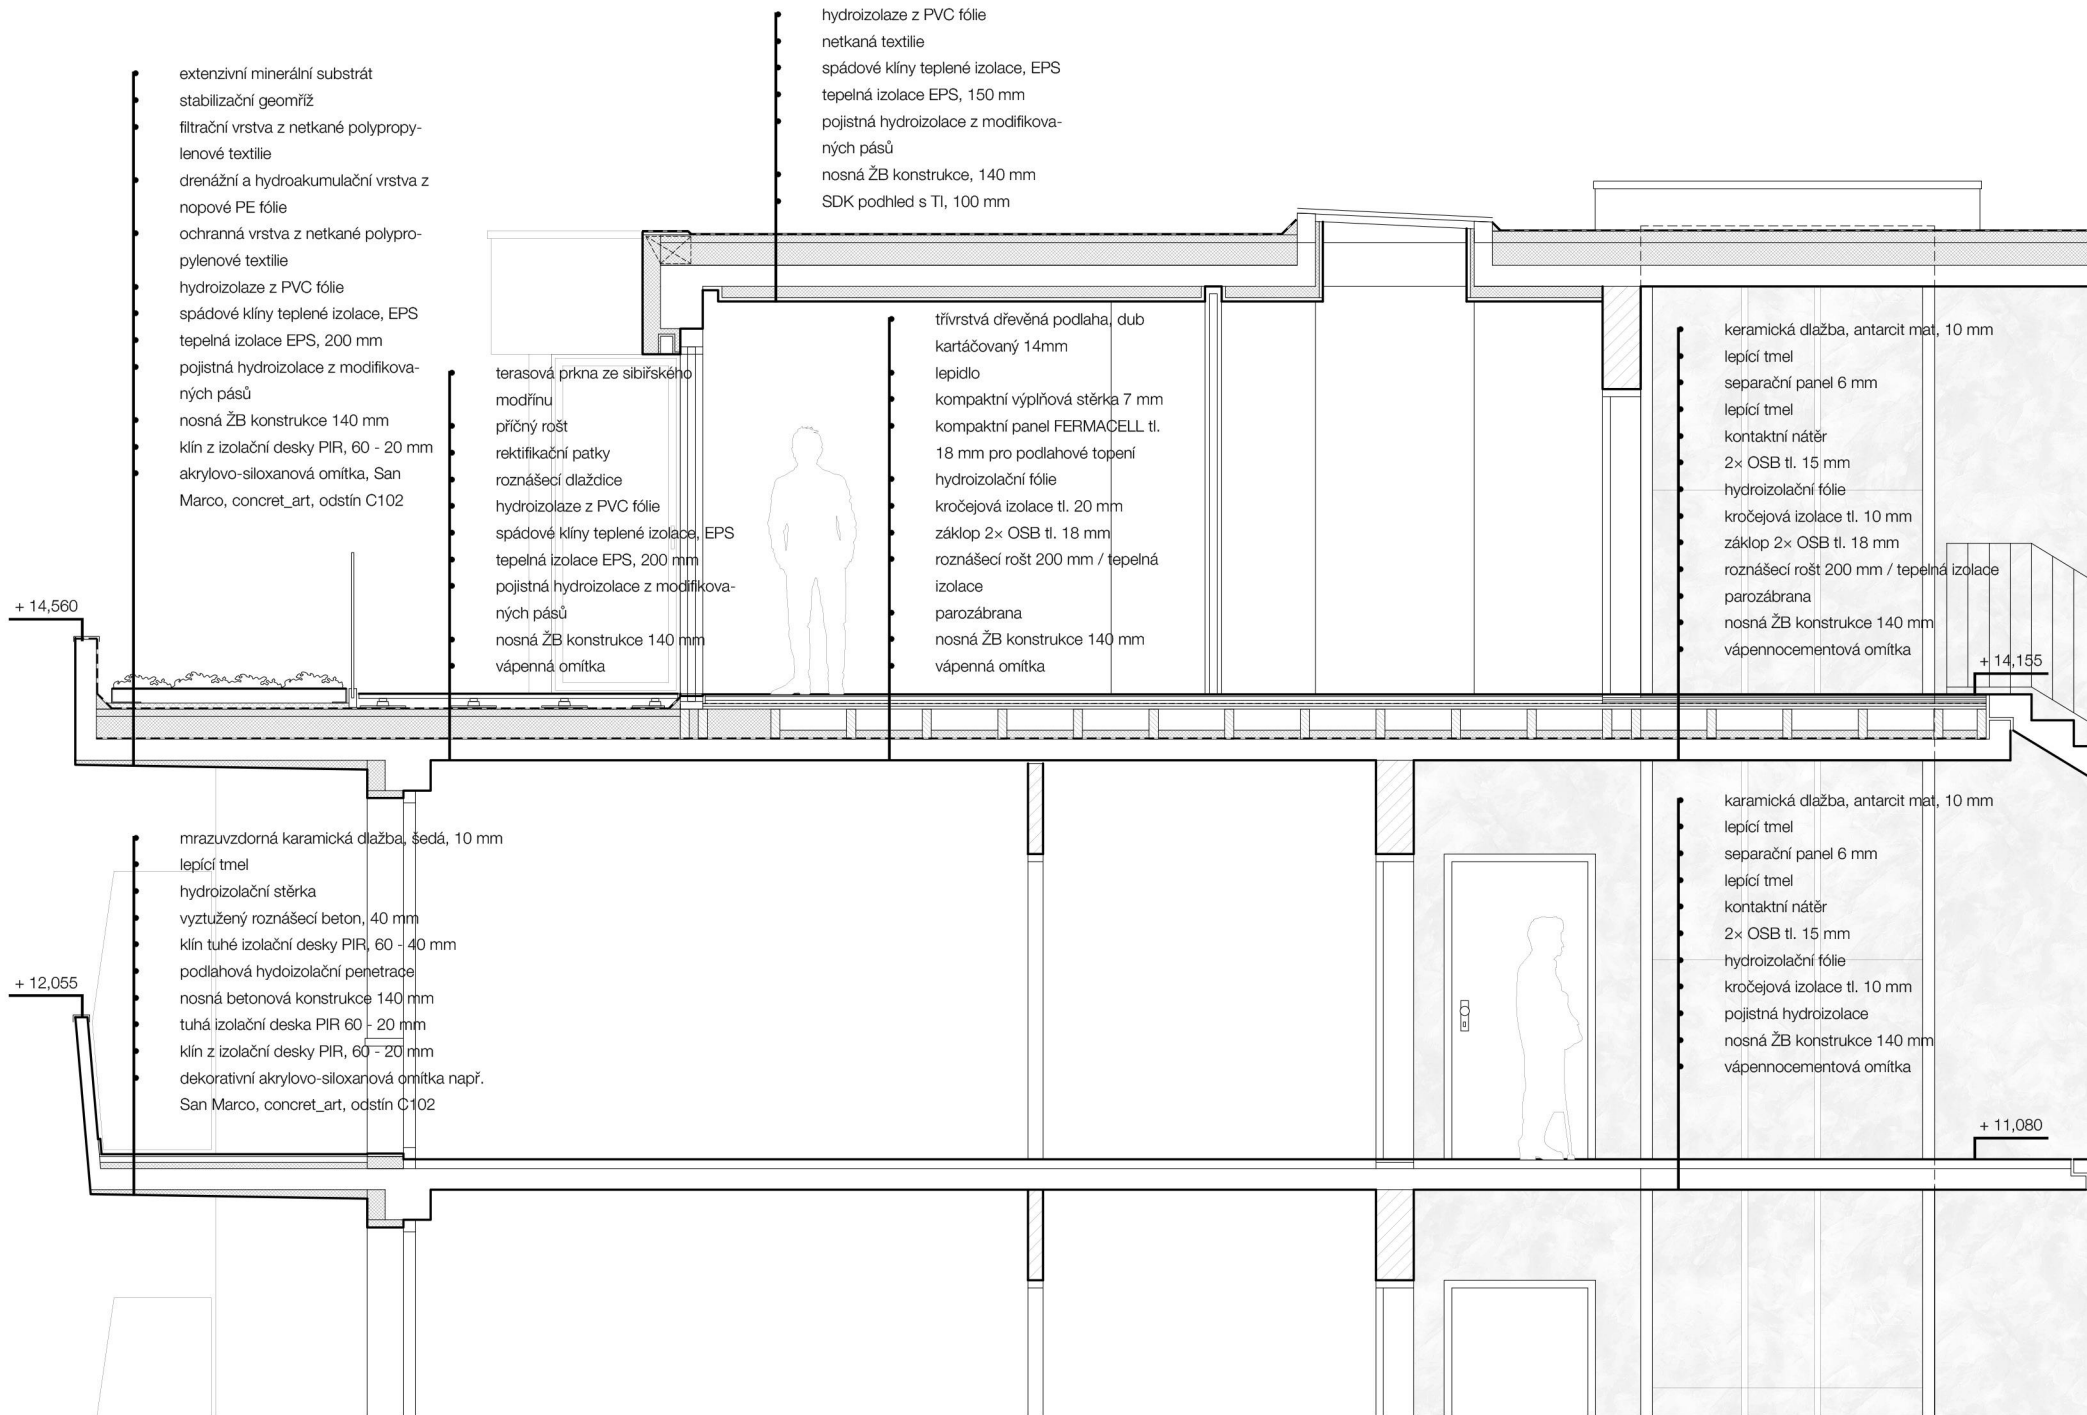 hydroizolaze z PVC fólie
netkaná textilie
spádové klíny teplené izolace, EPS
tepelná izolace EPS, 150 mm
pojistná hydroizolace z modifikova-
ných pásů
nosná ŽB konstrukce, 140 mm
SDK podhled s TI, 100 mm
extenzivní minerální substrát
stabilizační geomříž
filtrační vrstva z netkané polypropy-
lenové textilie
drenážní a hydroakumulační vrstva z
nopové PE fólie
ochranná vrstva z netkané polypro-
pylenové textilie
hydroizolaze z PVC fólie
spádové klíny teplené izolace, EPS
tepelná izolace EPS, 200 mm
pojistná hydroizolace z modifikova-
ných pásů
nosná ŽB konstrukce 140 mm
klín z izolační desky PIR, 60 - 20 mm
akrylovo-siloxanová omítka, San
Marco, concret_art, odstín C102
terasová prkna ze sibiřského
modřínu
příčný rošt
rektifikační patky
roznášecí dlaždice
hydroizolaze z PVC fólie
spádové klíny teplené izolace, EPS
tepelná izolace EPS, 200 mm
pojistná hydroizolace z modifikova-
ných pásů
nosná ŽB konstrukce 140 mm
vápenná omítka
třívrstvá dřevěná podlaha, dub
kartáčovaný 14mm
lepidlo
kompaktní výplňová stěrka 7 mm
kompaktní panel FERMACELL tl.
18 mm pro podlahové topení
hydroizolační fólie
kročejová izolace tl. 20 mm
záklop 2× OSB tl. 18 mm
roznášecí rošt 200 mm / tepelná
izolace
parozábrana
nosná ŽB konstrukce 140 mm
vápenná omítka
keramická dlažba, antarcit mat, 10 mm
lepící tmel
separační panel 6 mm
lepící tmel
kontaktní nátěr
2× OSB tl. 15 mm
hydroizolační fólie
kročejová izolace tl. 10 mm
záklop 2× OSB tl. 18 mm
roznášecí rošt 200 mm / tepelná izolace
parozábrana
nosná ŽB konstrukce 140 mm
vápennocementová omítka
+ 14,560
+ 14,155
mrazuvzdorná karamická dlažba, šedá, 10 mm
lepící tmel
hydroizolační stěrka
vyztužený roznášecí beton, 40 mm
klín tuhé izolační desky PIR, 60 - 40 mm
podlahová hydoizolační penetrace
nosná betonová konstrukce 140 mm
tuhá izolační deska PIR 60 - 20 mm
klín z izolační desky PIR, 60 - 20 mm
dekorativní akrylovo-siloxanová omítka např.
San Marco, concret_art, odstín C102
+ 12,055
karamická dlažba, antarcit mat, 10 mm
lepící tmel
separační panel 6 mm
lepící tmel
kontaktní nátěr
2× OSB tl. 15 mm
hydroizolační fólie
kročejová izolace tl. 10 mm
pojistná hydroizolace
nosná ŽB konstrukce 140 mm
vápennocementová omítka
+ 11,080